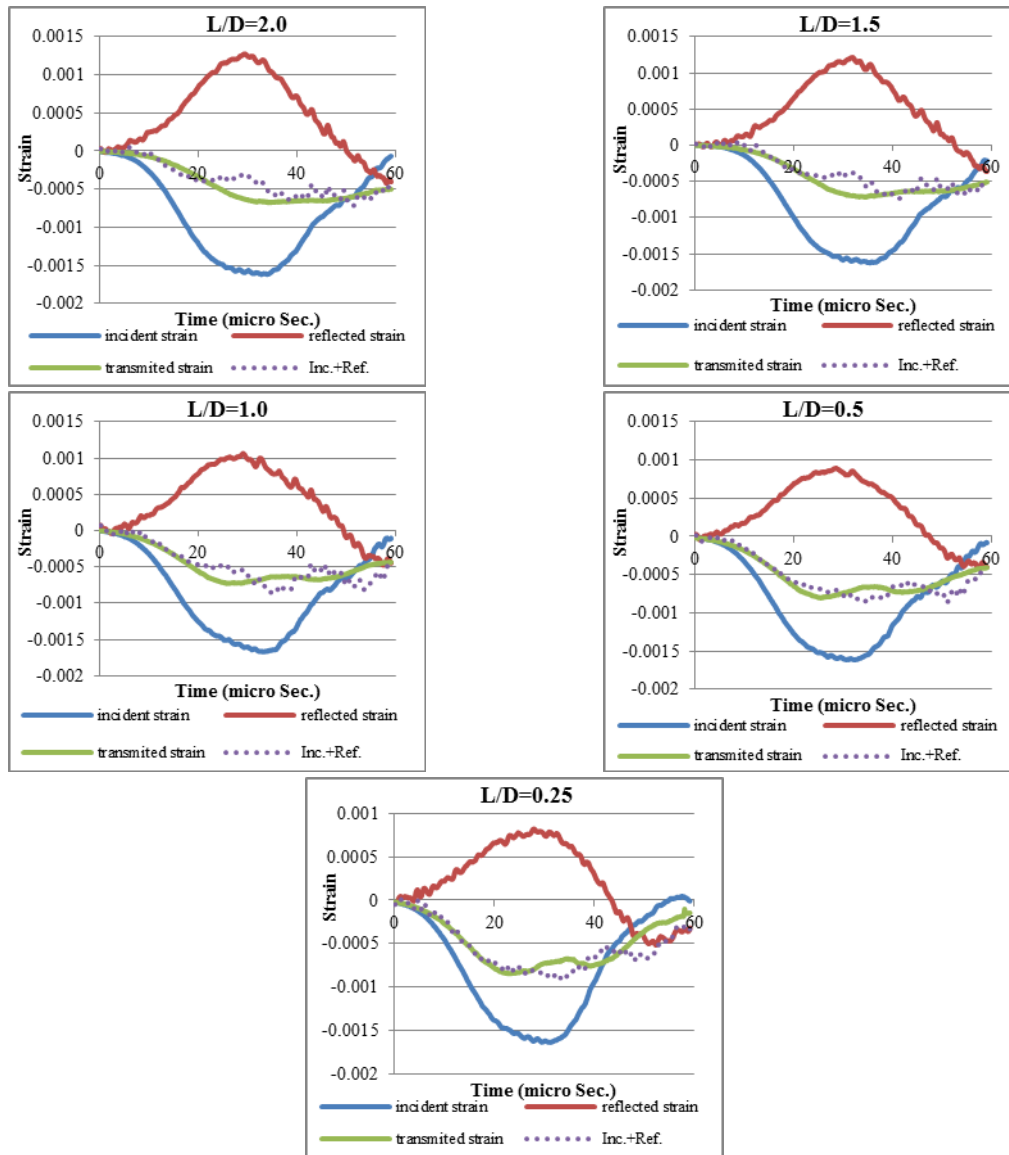 L/D=2.0
0.0015
0.001
0.0005
0
-0.0005
-0.001
-0.0015
-0.002
Strain
0 20 40 60
Time (micro Sec.)
incident strain reflected strain
transmited strain Inc.+Ref.
L/D=1.5
0.0015
0.001
0.0005
0
-0.0005
-0.001
-0.0015
-0.002
Strain
0 20 40 60
Time (micro Sec.)
incident strain reflected strain
transmited strain Inc.+Ref.
L/D=1.0
0.0015
0.001
0.0005
0
-0.0005
-0.001
-0.0015
-0.002
Strain
0 20 40 60
Time (micro Sec.)
incident strain reflected strain
transmited strain Inc.+Ref.
L/D=0.5
0.0015
0.001
0.0005
0
-0.0005
-0.001
-0.0015
-0.002
Strain
0 20 40 60
Time (micro Sec.)
incident strain reflected strain
transmited strain Inc.+Ref.
L/D=0.25
0.001
0.0005
0
-0.0005
-0.001
-0.0015
-0.002
Strain
0 20 40 60
Time (micro Sec.)
incident strain reflected strain
transmited strain Inc.+Ref.